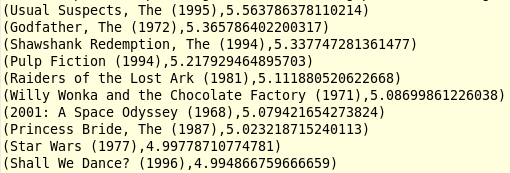 (Usual Suspects, The (1995),5.563786378110214)
(Godfather, The (1972),5.365786402200317)
(Shawshank Redemption, The (1994),5.337747281361477)
(Pulp Fiction (1994),5.217929464895703)
(Raiders of the Lost Ark (1981),5.111880520622668)
(Willy Wonka and the Chocolate Factory (1971),5.08699861226038)
(2001: A Space Odyssey (1968),5.079421654273824)
(Princess Bride, The (1987),5.023218715240113)
(Star Wars (1977),4.99778710774781)
(Shall We Dance? (1996),4.994866759666659)